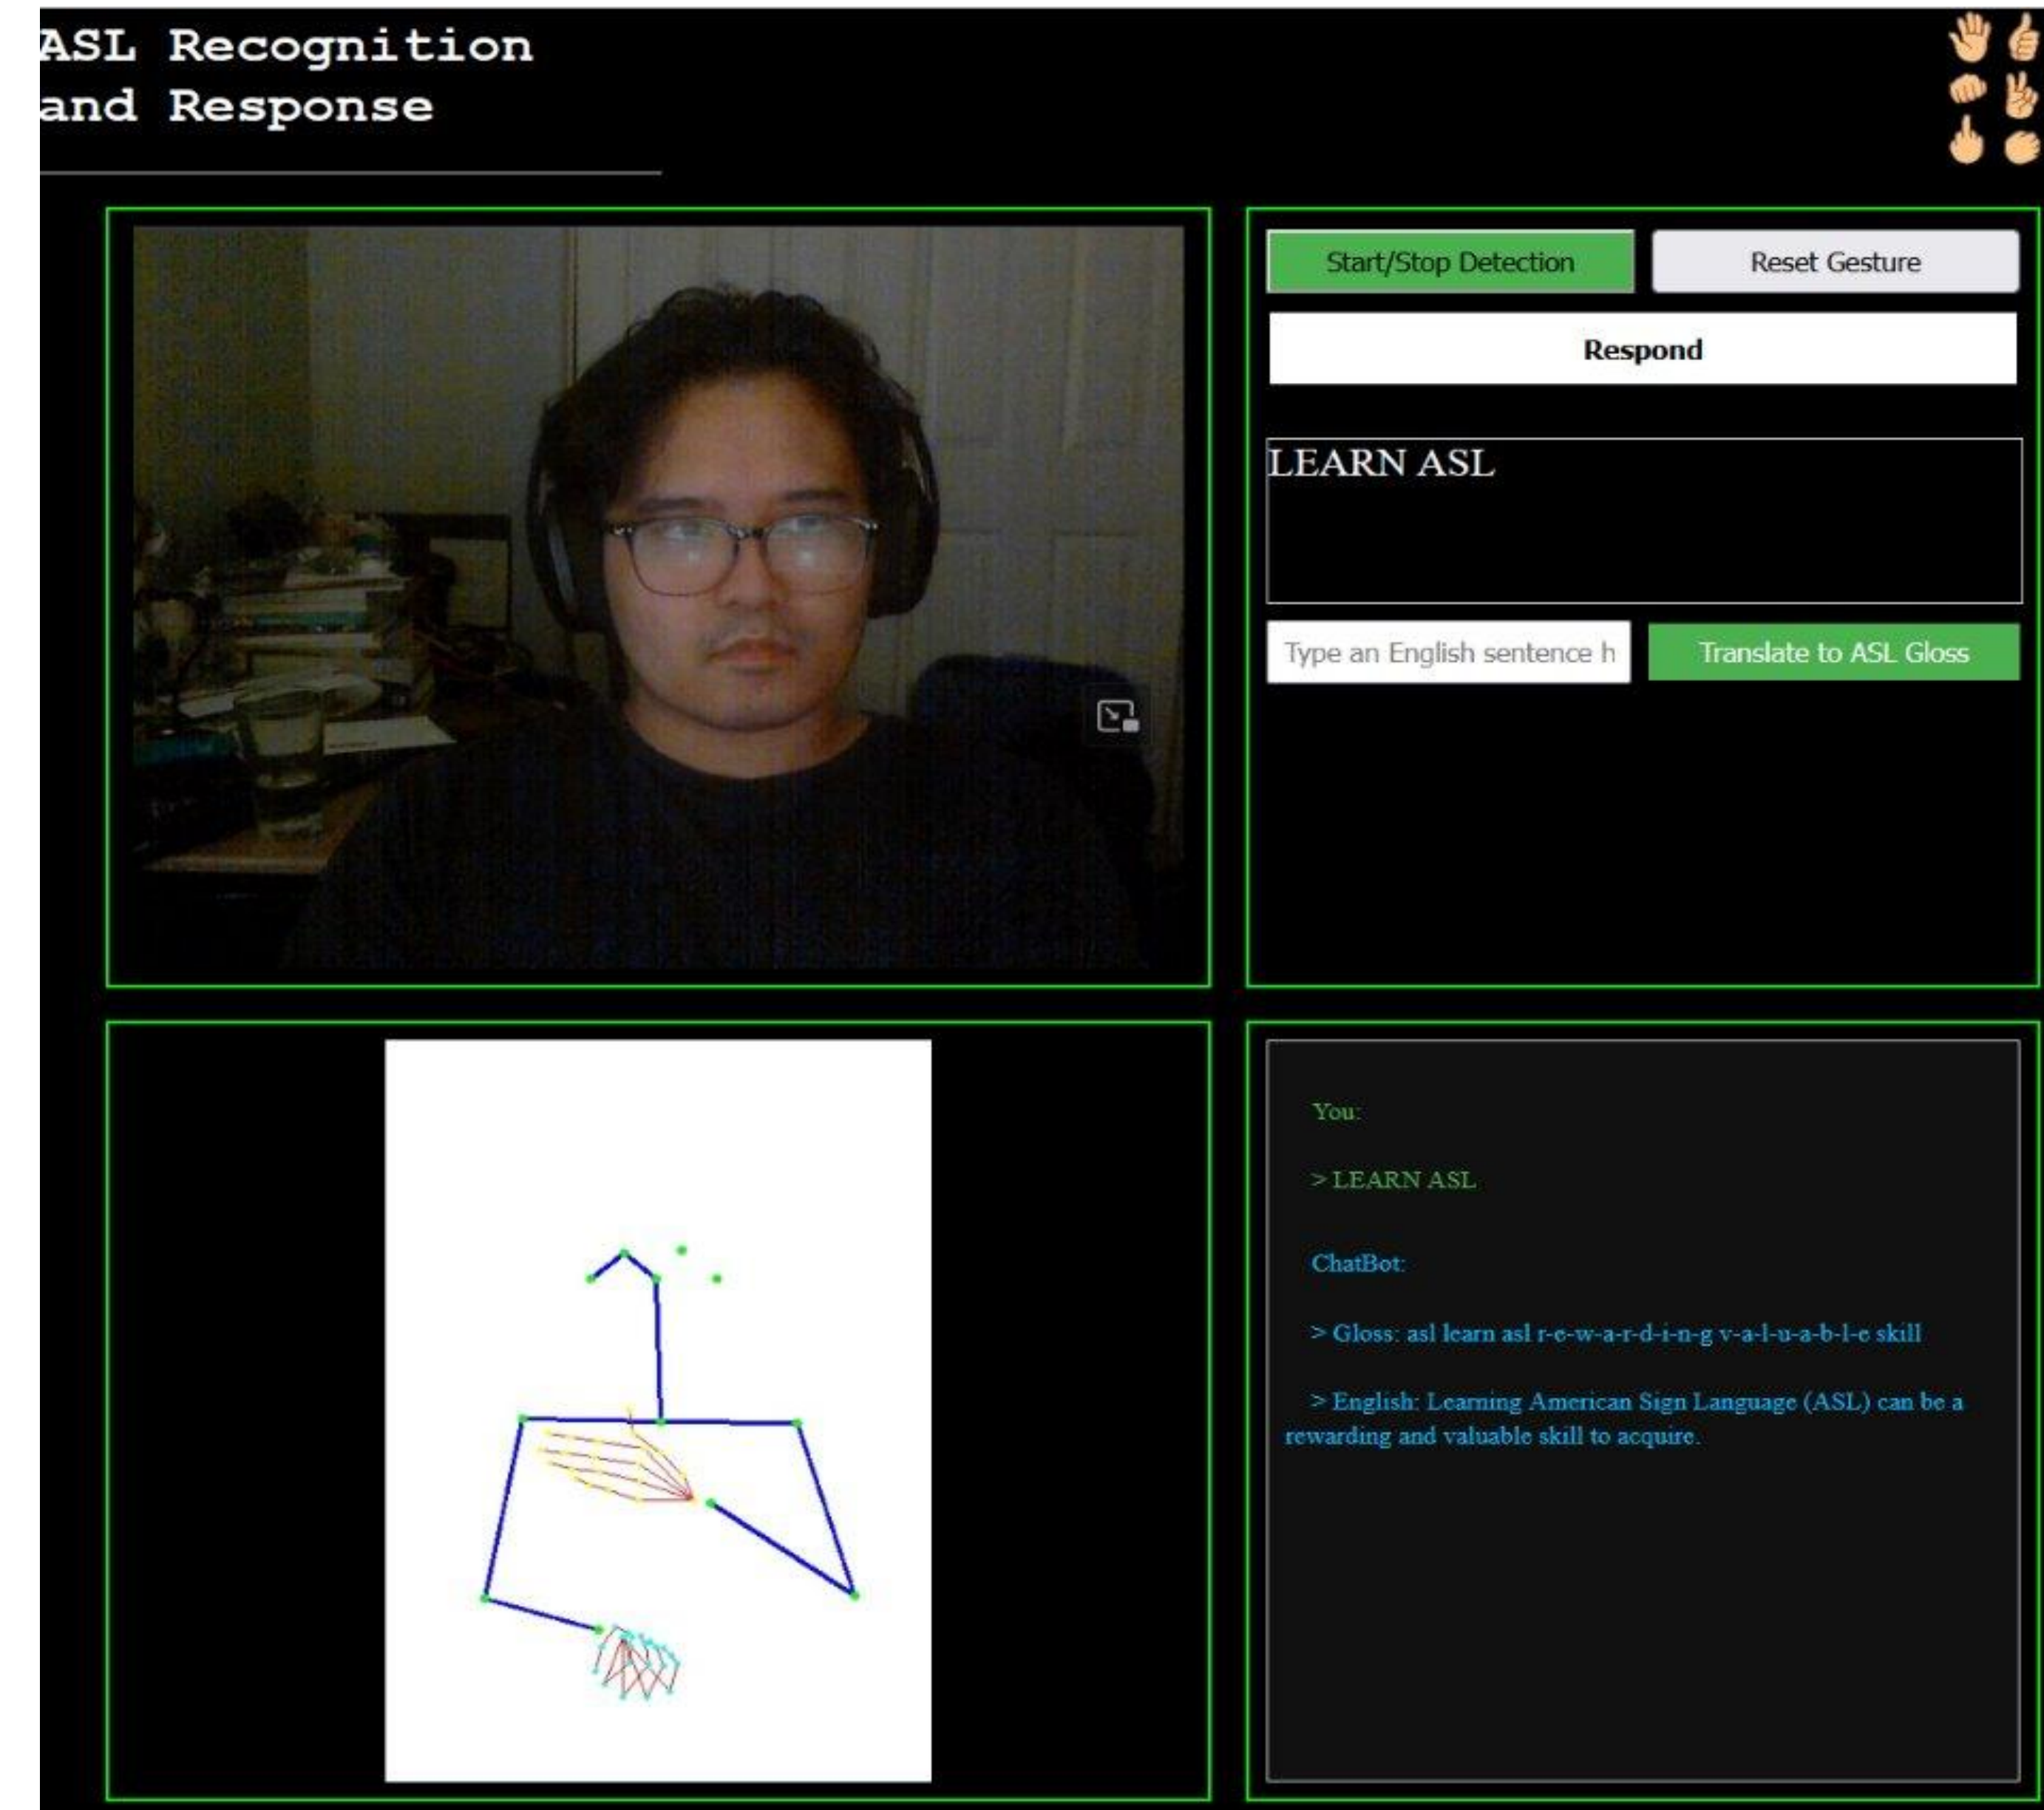 ASL Recognition
and Response
Start/Stop Detection
Reset Gesture
Respond
LEARN ASL
Type an English sentence h
Translate to ASL Gloss
You:
> LEARN ASL
ChatBot:
> Gloss: asl learn asl r-e-w-a-r-d-i-n-g v-a-l-u-a-b-l-e skill
> English: Learning American Sign Language (ASL) can be a
rewarding and valuable skill to acquire.